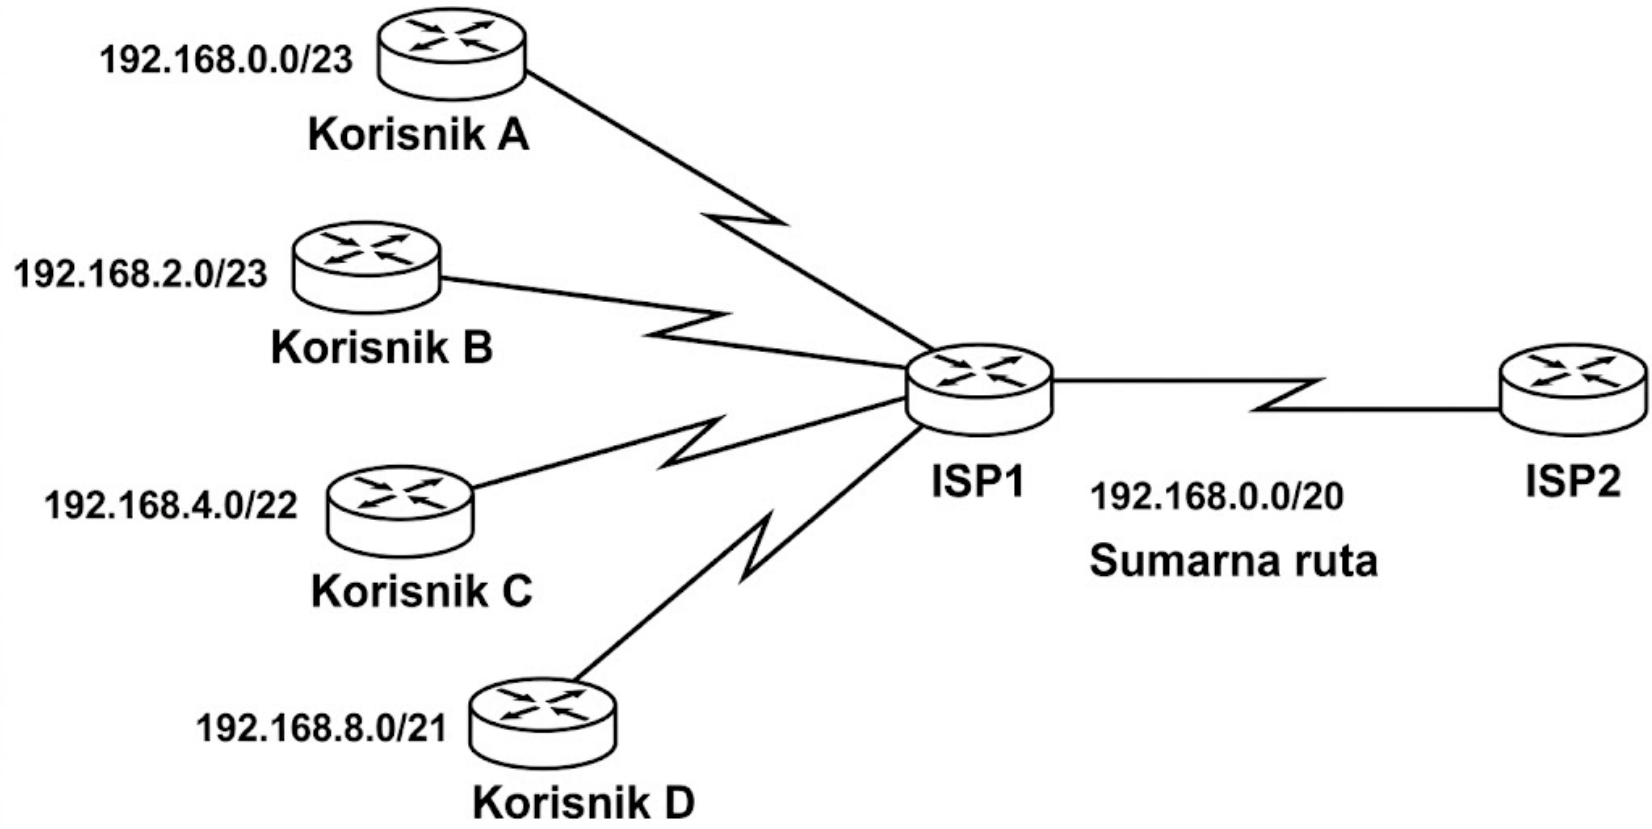 192.168.0.0/23
Korisnik A
192.168.2.0/23
Korisnik B
192.168.4.0/22
Korisnik C
192.168.8.0/21
Korisnik D
ISP1
192.168.0.0/20
Sumarna ruta
ISP2